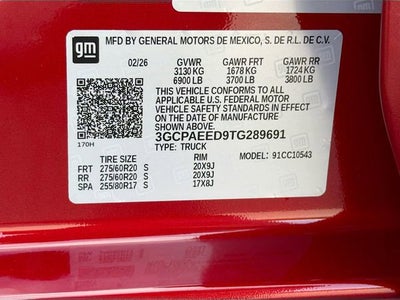 gm
MFD BY GENERAL MOTORS DE MEXICO, S. DE R.L. DE C.V.
02/26 GVWR GAWR FRT GAWR RR
3130 KG 1678 KG 1724 KG
6900 LB 3700 LB 3800 LB
THIS VEHICLE CONFORMS TO ALL
APPLICABLE U.S. FEDERAL MOTOR
VEHICLE SAFETY STANDARDS IN EFFECT
ON THE DATE OF MANUFACTURE
SHOWN ABOVE.
3GCPAEED9TG289691
170H TYPE: TRUCK
TIRE SIZE RIM 91CC10543
FRT 275/60R20 S 20X9J
RR 275/60R20 S 20X9J
SPA 255/80R17 S 17X8J